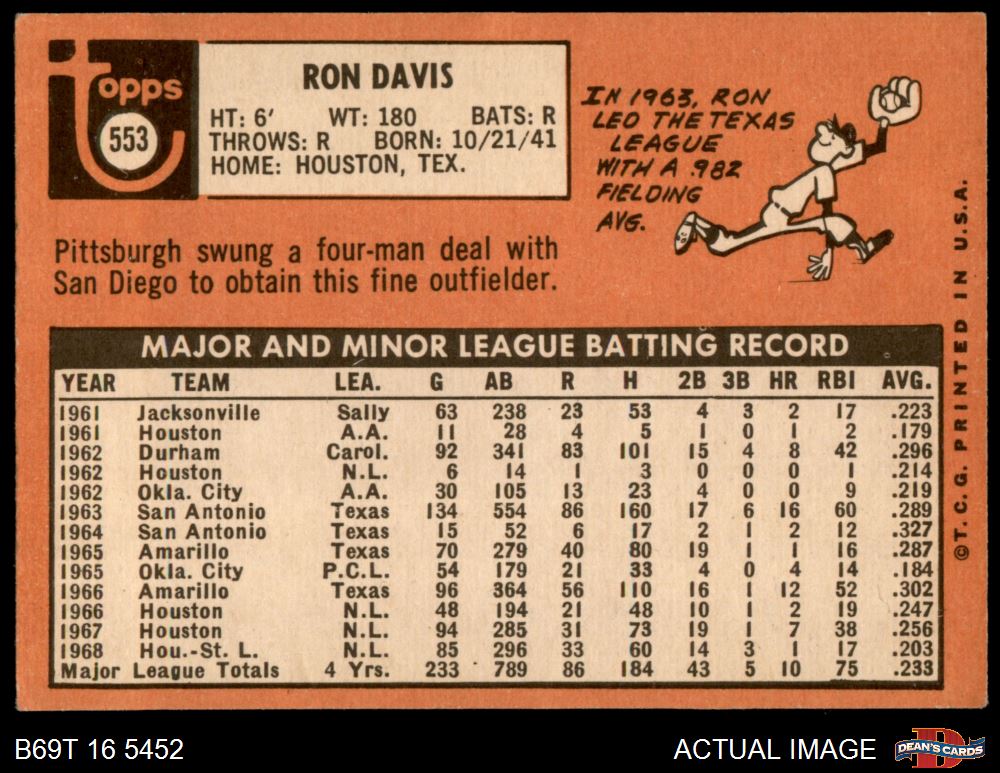 topps
553
RON DAVIS
HT: 6' WT: 180 BATS: R
THROWS: R BORN: 10/21/41
HOME: HOUSTON, TEX.
IN 1963, RON
LED THE TEXAS
LEAGUE
WITH A .982
FIELDING
AVG.
Pittsburgh swung a four-man deal with
San Diego to obtain this fine outfielder.
MAJOR AND MINOR LEAGUE BATTING RECORD
YEAR TEAM LEA. G AB R H 2B 3B HR RBI AVG.
1961 Jacksonville Sally 63 238 23 53 4 3 2 17 .223
1961 Houston A.A. 11 28 4 5 1 0 1 2 .179
1962 Durham Carol. 92 341 83 101 15 4 8 42 .296
1962 Houston N.L. 6 14 1 3 0 0 0 1 .214
1962 Okla. City A.A. 30 105 13 23 4 0 0 9 .219
1963 San Antonio Texas 134 554 86 160 17 6 16 60 .289
1964 San Antonio Texas 15 52 6 17 2 1 2 12 .327
1965 Amarillo Texas 70 279 40 80 19 1 1 16 .287
1965 Okla. City P.C.L. 54 179 21 33 4 0 4 14 .184
1966 Amarillo Texas 96 364 56 110 16 1 12 52 .302
1966 Houston N.L. 48 194 21 48 10 1 2 19 .247
1967 Houston N.L. 94 285 31 73 19 1 7 38 .256
1968 Hou.-St. L. N.L. 85 296 33 60 14 3 1 17 .203
Major League Totals 4 Yrs. 233 789 86 184 43 5 10 75 .233
©T.C.G. PRINTED IN U.S.A.
B69T 16 5452
ACTUAL IMAGE
D
DEAN'S CARDS